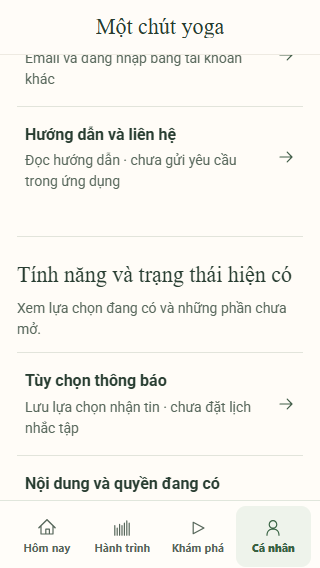 Một chút yoga
Email và đăng nhập bằng tài khoản
khác
Hướng dẫn và liên hệ
Đọc hướng dẫn · chưa gửi yêu cầu
trong ứng dụng
Tính năng và trạng thái hiện có
Xem lựa chọn đang có và những phần chưa
mở.
Tùy chọn thông báo
Lưu lựa chọn nhận tin · chưa đặt lịch
nhắc tập
Nội dung và quyền đang có
Hôm nay
Hành trình
Khám phá
Cá nhân